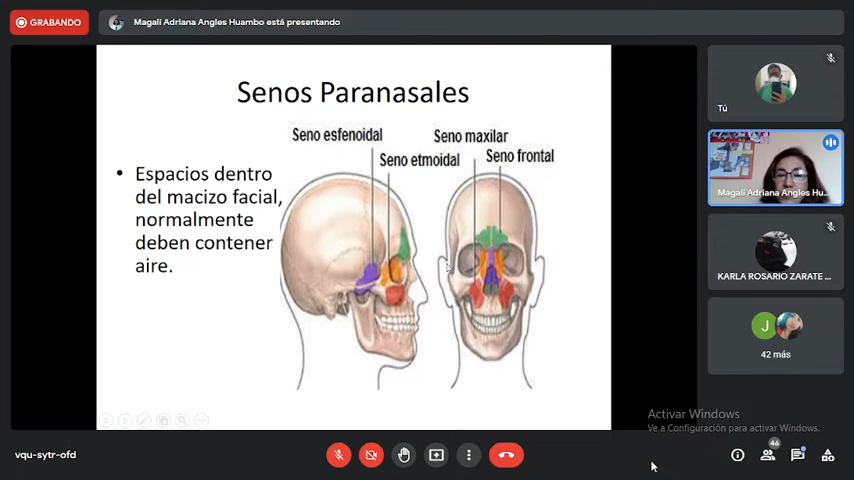 GRABANDO
Magali Adriana Angles Huambo está presentando
Senos Paranasales
Seno esfenoidal
Seno maxilar
Seno etmoidal
Seno frontal
• Espacios dentro
del macizo facial,
normalmente
deben contener
aire.
Tú
Magali Adriana Angles Hu...
KARLA ROSARIO ZARATE ...
J
42 más
Activar Windows
Ve a Configuración para activar Windows.
vqu-sytr-ofd
46